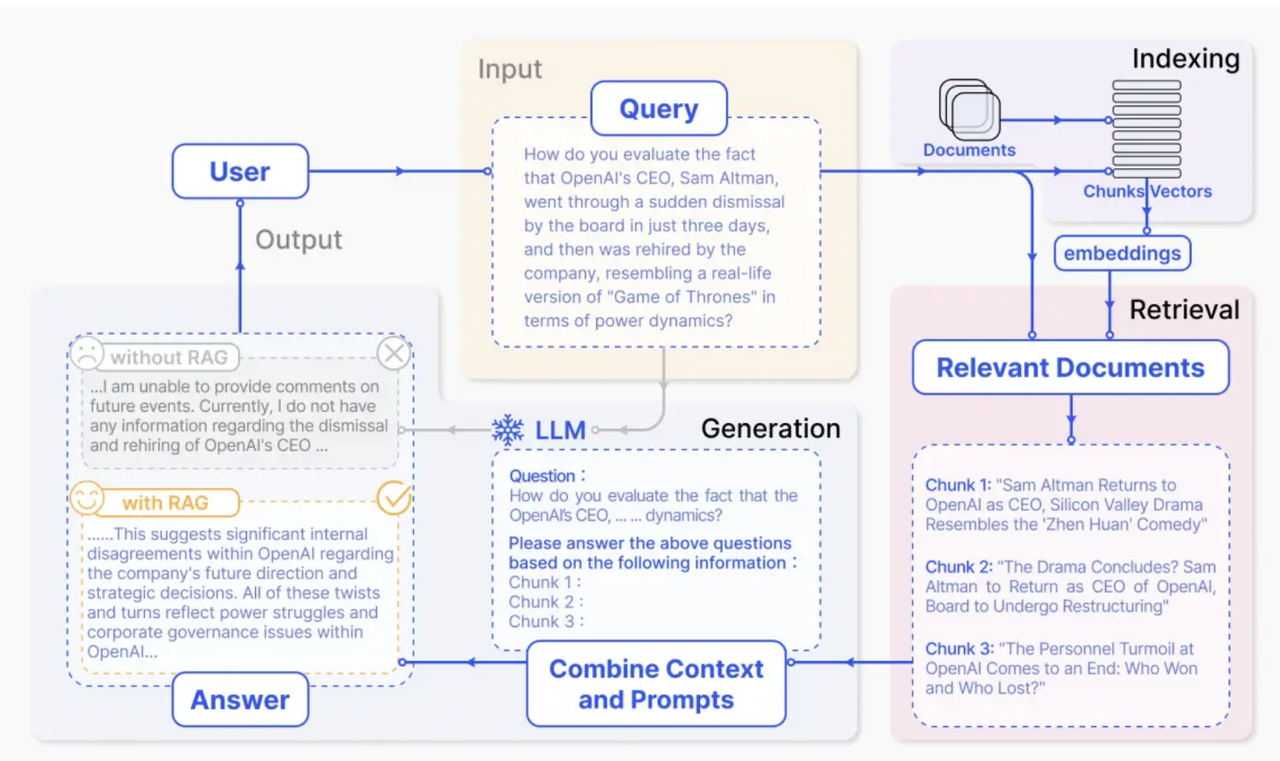 Input
Query
How do you evaluate the fact
that OpenAI's CEO, Sam Altman,
went through a sudden dismissal
by the board in just three days,
and then was rehired by the
company, resembling a real-life
version of "Game of Thrones" in
terms of power dynamics?
Indexing
Documents
Chunks Vectors
embeddings
User
Output
Retrieval
Relevant Documents
Chunk 1: "Sam Altman Returns to
OpenAI as CEO, Silicon Valley Drama
Resembles the 'Zhen Huan' Comedy"
Chunk 2: "The Drama Concludes? Sam
Altman to Return as CEO of OpenAI,
Board to Undergo Restructuring"
Chunk 3: "The Personnel Turmoil at
OpenAI Comes to an End: Who Won
and Who Lost?"
Generation
LLM
Question :
How do you evaluate the fact that the
OpenAI's CEO, ... ... dynamics?
Please answer the above questions
based on the following information :
Chunk 1 :
Chunk 2 :
Chunk 3 :
Combine Context
and Prompts
without RAG
...I am unable to provide comments on
future events. Currently, I do not have
any information regarding the dismissal
and rehiring of OpenAI's CEO ...
with RAG
......This suggests significant internal
disagreements within OpenAI regarding
the company's future direction and
strategic decisions. All of these twists
and turns reflect power struggles and
corporate governance issues within
OpenAI...
Answer